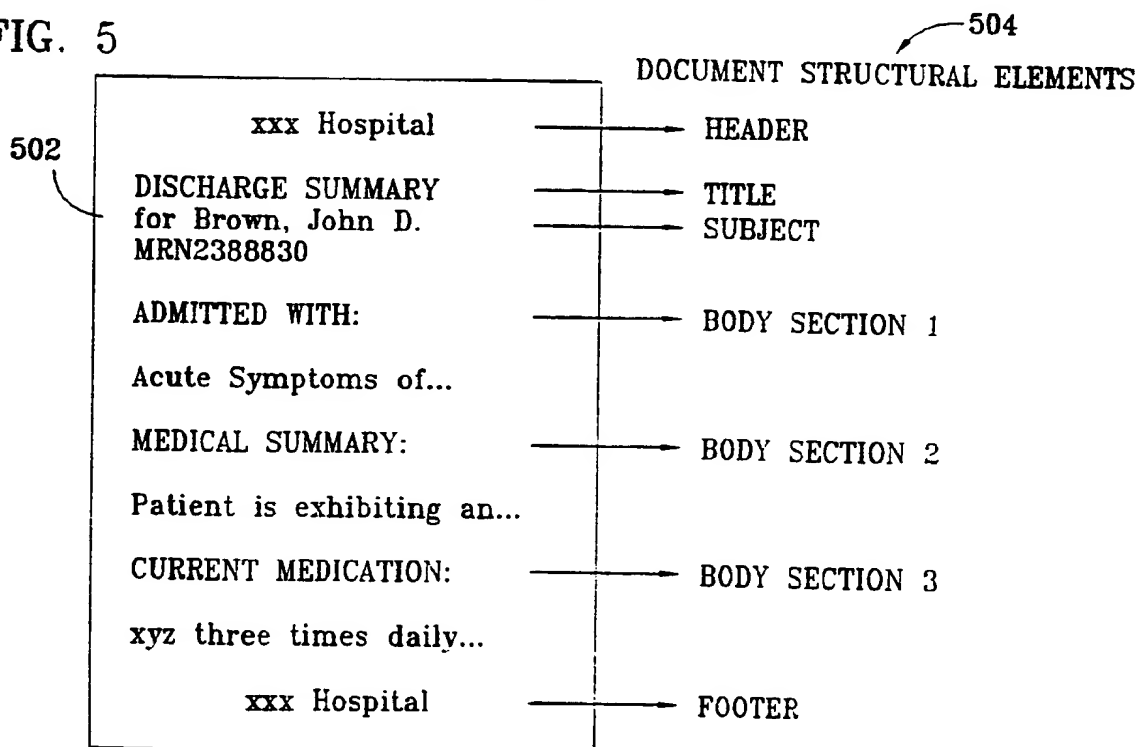 FIG. 5
504
DOCUMENT STRUCTURAL ELEMENTS
xxx Hospital HEADER
502
DISCHARGE SUMMARY TITLE
for Brown, John D. SUBJECT
MRN2388830
ADMITTED WITH: BODY SECTION 1
Acute Symptoms of...
MEDICAL SUMMARY: BODY SECTION 2
Patient is exhibiting an...
CURRENT MEDICATION: BODY SECTION 3
xyz three times daily...
xxx Hospital FOOTER